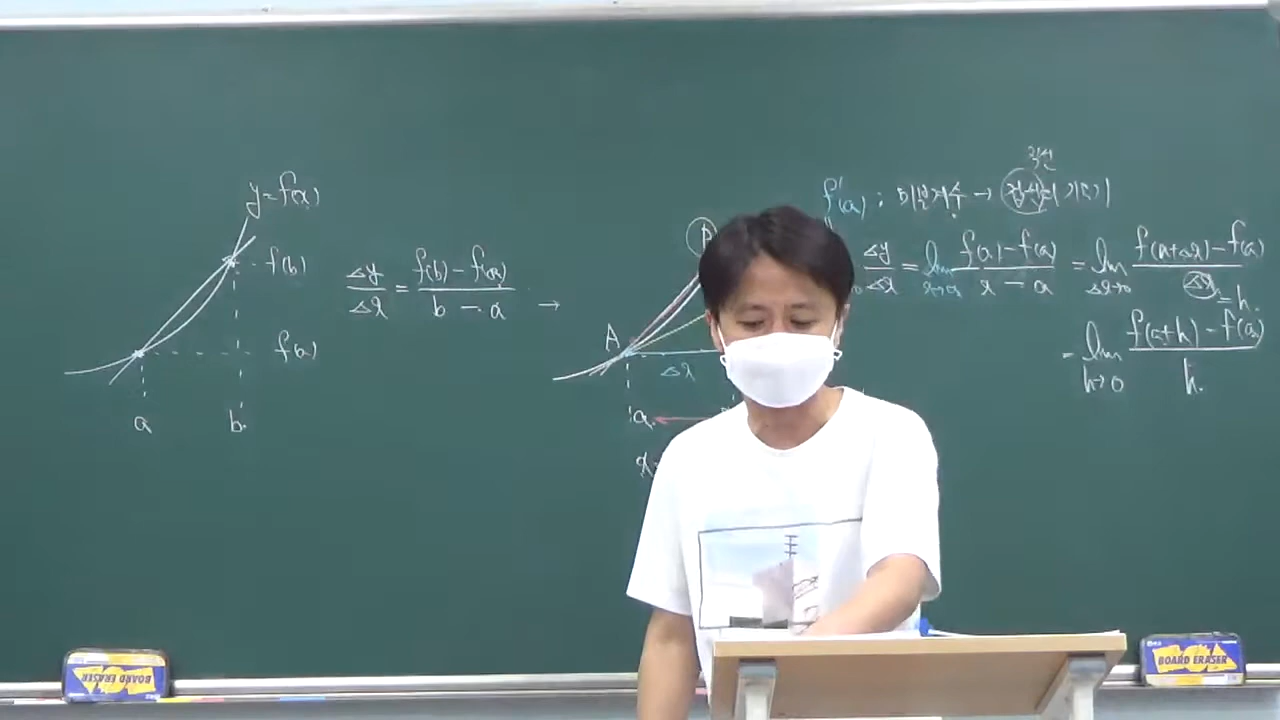 y=f(x)
f(b)
f(a)
a
b
Δy/Δx = (f(b)-f(a))/(b-a) →
B
A
Δx
a
x
접선
f'(a) : 미분계수 → 접선의 기울기
Δy/Δx = lim x→a (f(x)-f(a))/(x-a) = lim Δx→0 (f(a+Δx)-f(a))/Δx
=h.
= lim h→0 (f(a+h)-f(a))/h.
BOARD ERASER
BOARD ERASER